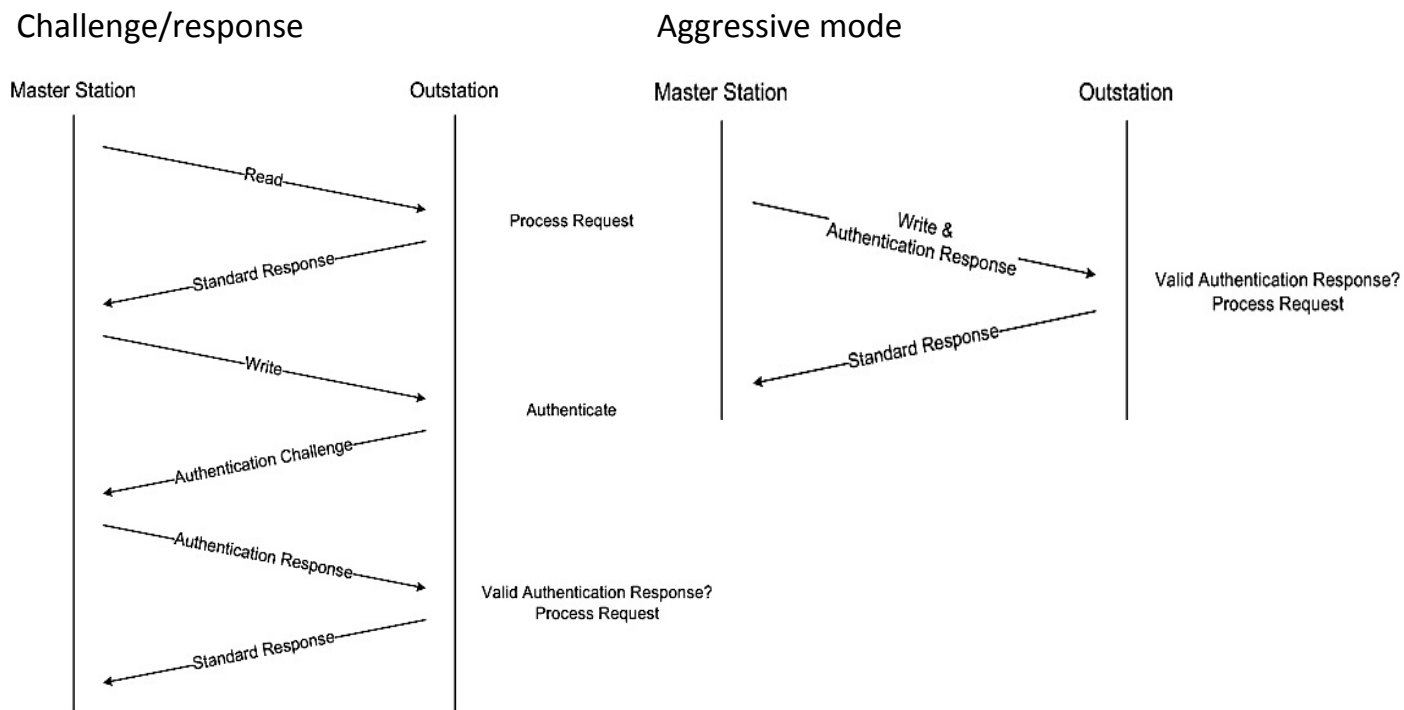 Challenge/response
Master Station
Outstation
Read
Process Request
Standard Response
Write
Authenticate
Authentication Challenge
Authentication Response
Valid Authentication Response?
Process Request
Standard Response
Aggressive mode
Master Station
Outstation
Write &
Authentication Response
Valid Authentication Response?
Process Request
Standard Response